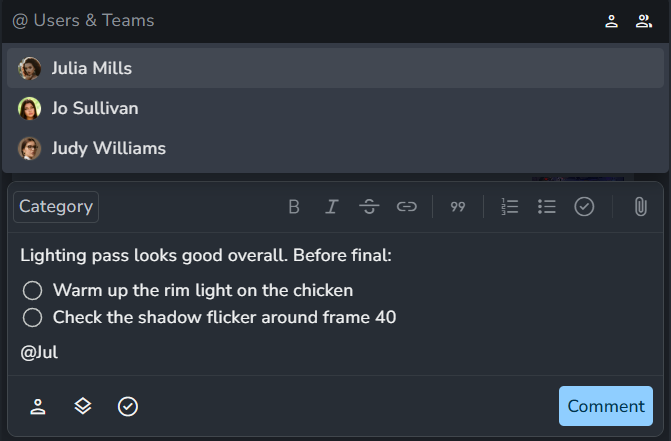 @ Users & Teams
Julia Mills
Jo Sullivan
Judy Williams
Category
Lighting pass looks good overall. Before final:
Warm up the rim light on the chicken
Check the shadow flicker around frame 40
@Jul
Comment